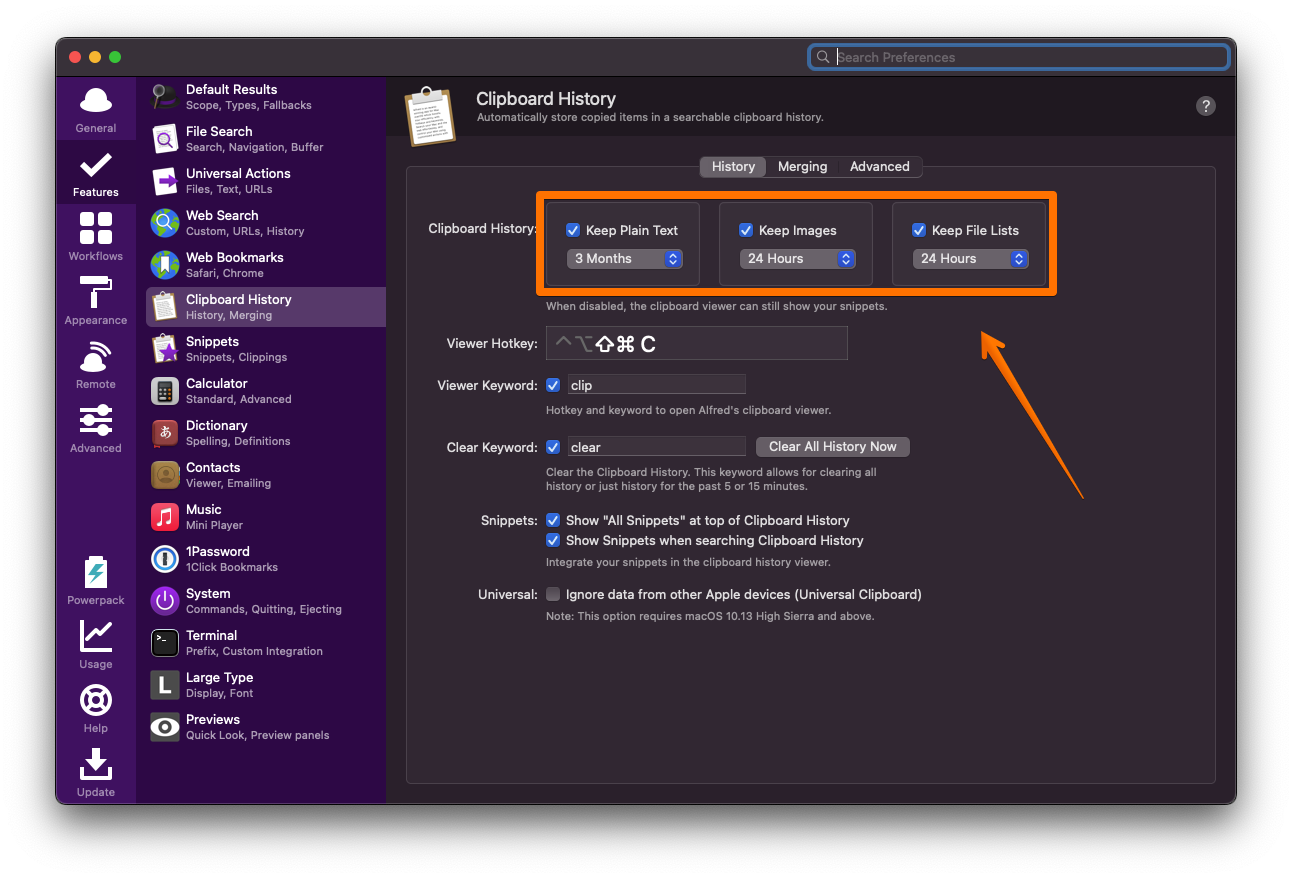 Search Preferences
General
Features
Workflows
Appearance
Remote
Advanced
Powerpack
Usage
Help
Update
Default Results
Scope, Types, Fallbacks
File Search
Search, Navigation, Buffer
Universal Actions
Files, Text, URLs
Web Search
Custom, URLs, History
Web Bookmarks
Safari, Chrome
Clipboard History
History, Merging
Snippets
Snippets, Clippings
Calculator
Standard, Advanced
Dictionary
Spelling, Definitions
Contacts
Viewer, Emailing
Music
Mini Player
1Password
1Click Bookmarks
System
Commands, Quitting, Ejecting
Terminal
Prefix, Custom Integration
Large Type
Display, Font
Previews
Quick Look, Preview panels
Clipboard History
Automatically store copied items in a searchable clipboard history.
?
History Merging Advanced
Clipboard History: Keep Plain Text Keep Images Keep File Lists
3 Months 24 Hours 24 Hours
When disabled, the clipboard viewer can still show your snippets.
Viewer Hotkey: ⌃⌥⇧⌘ C
Viewer Keyword: clip
Hotkey and keyword to open Alfred's clipboard viewer.
Clear Keyword: clear Clear All History Now
Clear the Clipboard History. This keyword allows for clearing all
history or just history for the past 5 or 15 minutes.
Snippets: Show "All Snippets" at top of Clipboard History
Show Snippets when searching Clipboard History
Integrate your snippets in the clipboard history viewer.
Universal: Ignore data from other Apple devices (Universal Clipboard)
Note: This option requires macOS 10.13 High Sierra and above.